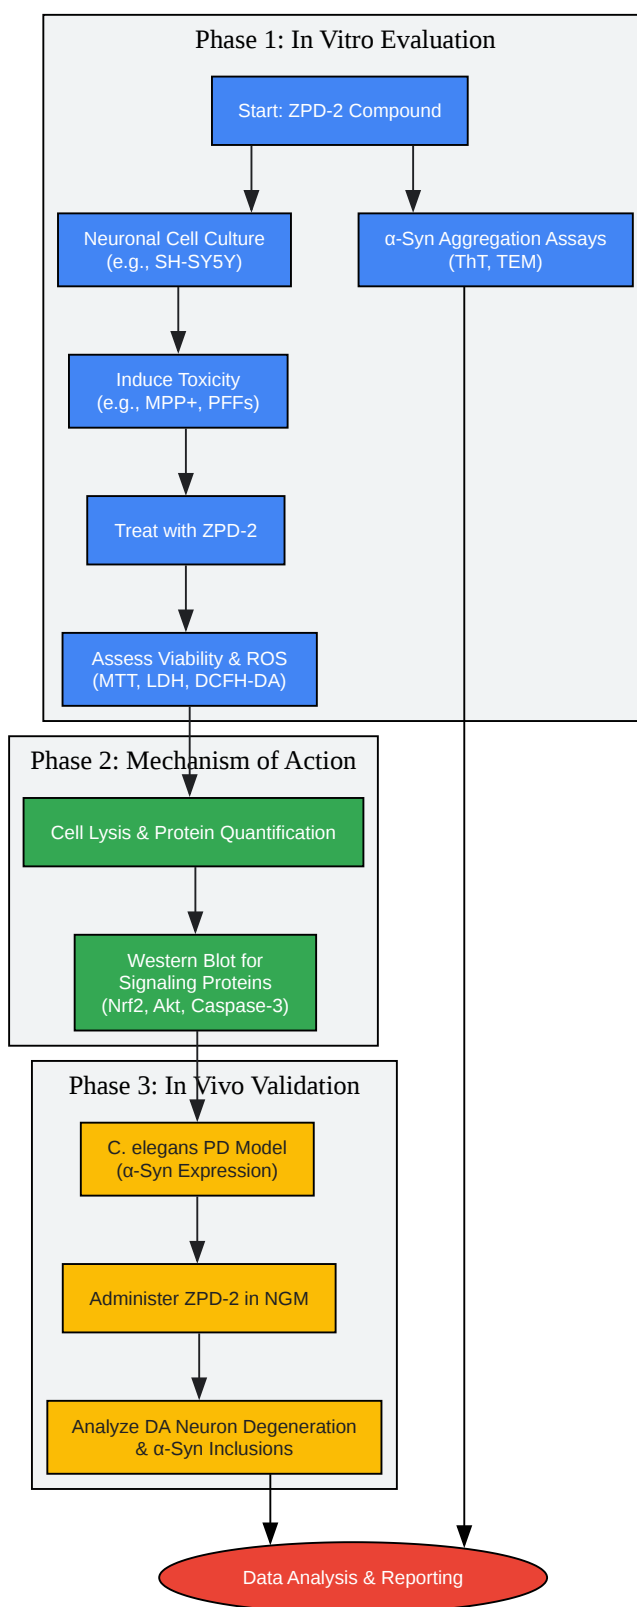 Phase 1: In Vitro Evaluation
Start: ZPD-2 Compound
Neuronal Cell Culture
(e.g., SH-SY5Y)
α-Syn Aggregation Assays
(ThT, TEM)
Induce Toxicity
(e.g., MPP+, PFFs)
Treat with ZPD-2
Assess Viability & ROS
(MTT, LDH, DCFH-DA)
Phase 2: Mechanism of Action
Cell Lysis & Protein Quantification
Western Blot for
Signaling Proteins
(Nrf2, Akt, Caspase-3)
Phase 3: In Vivo Validation
C. elegans PD Model
(α-Syn Expression)
Administer ZPD-2 in NGM
Analyze DA Neuron Degeneration
& α-Syn Inclusions
Data Analysis & Reporting